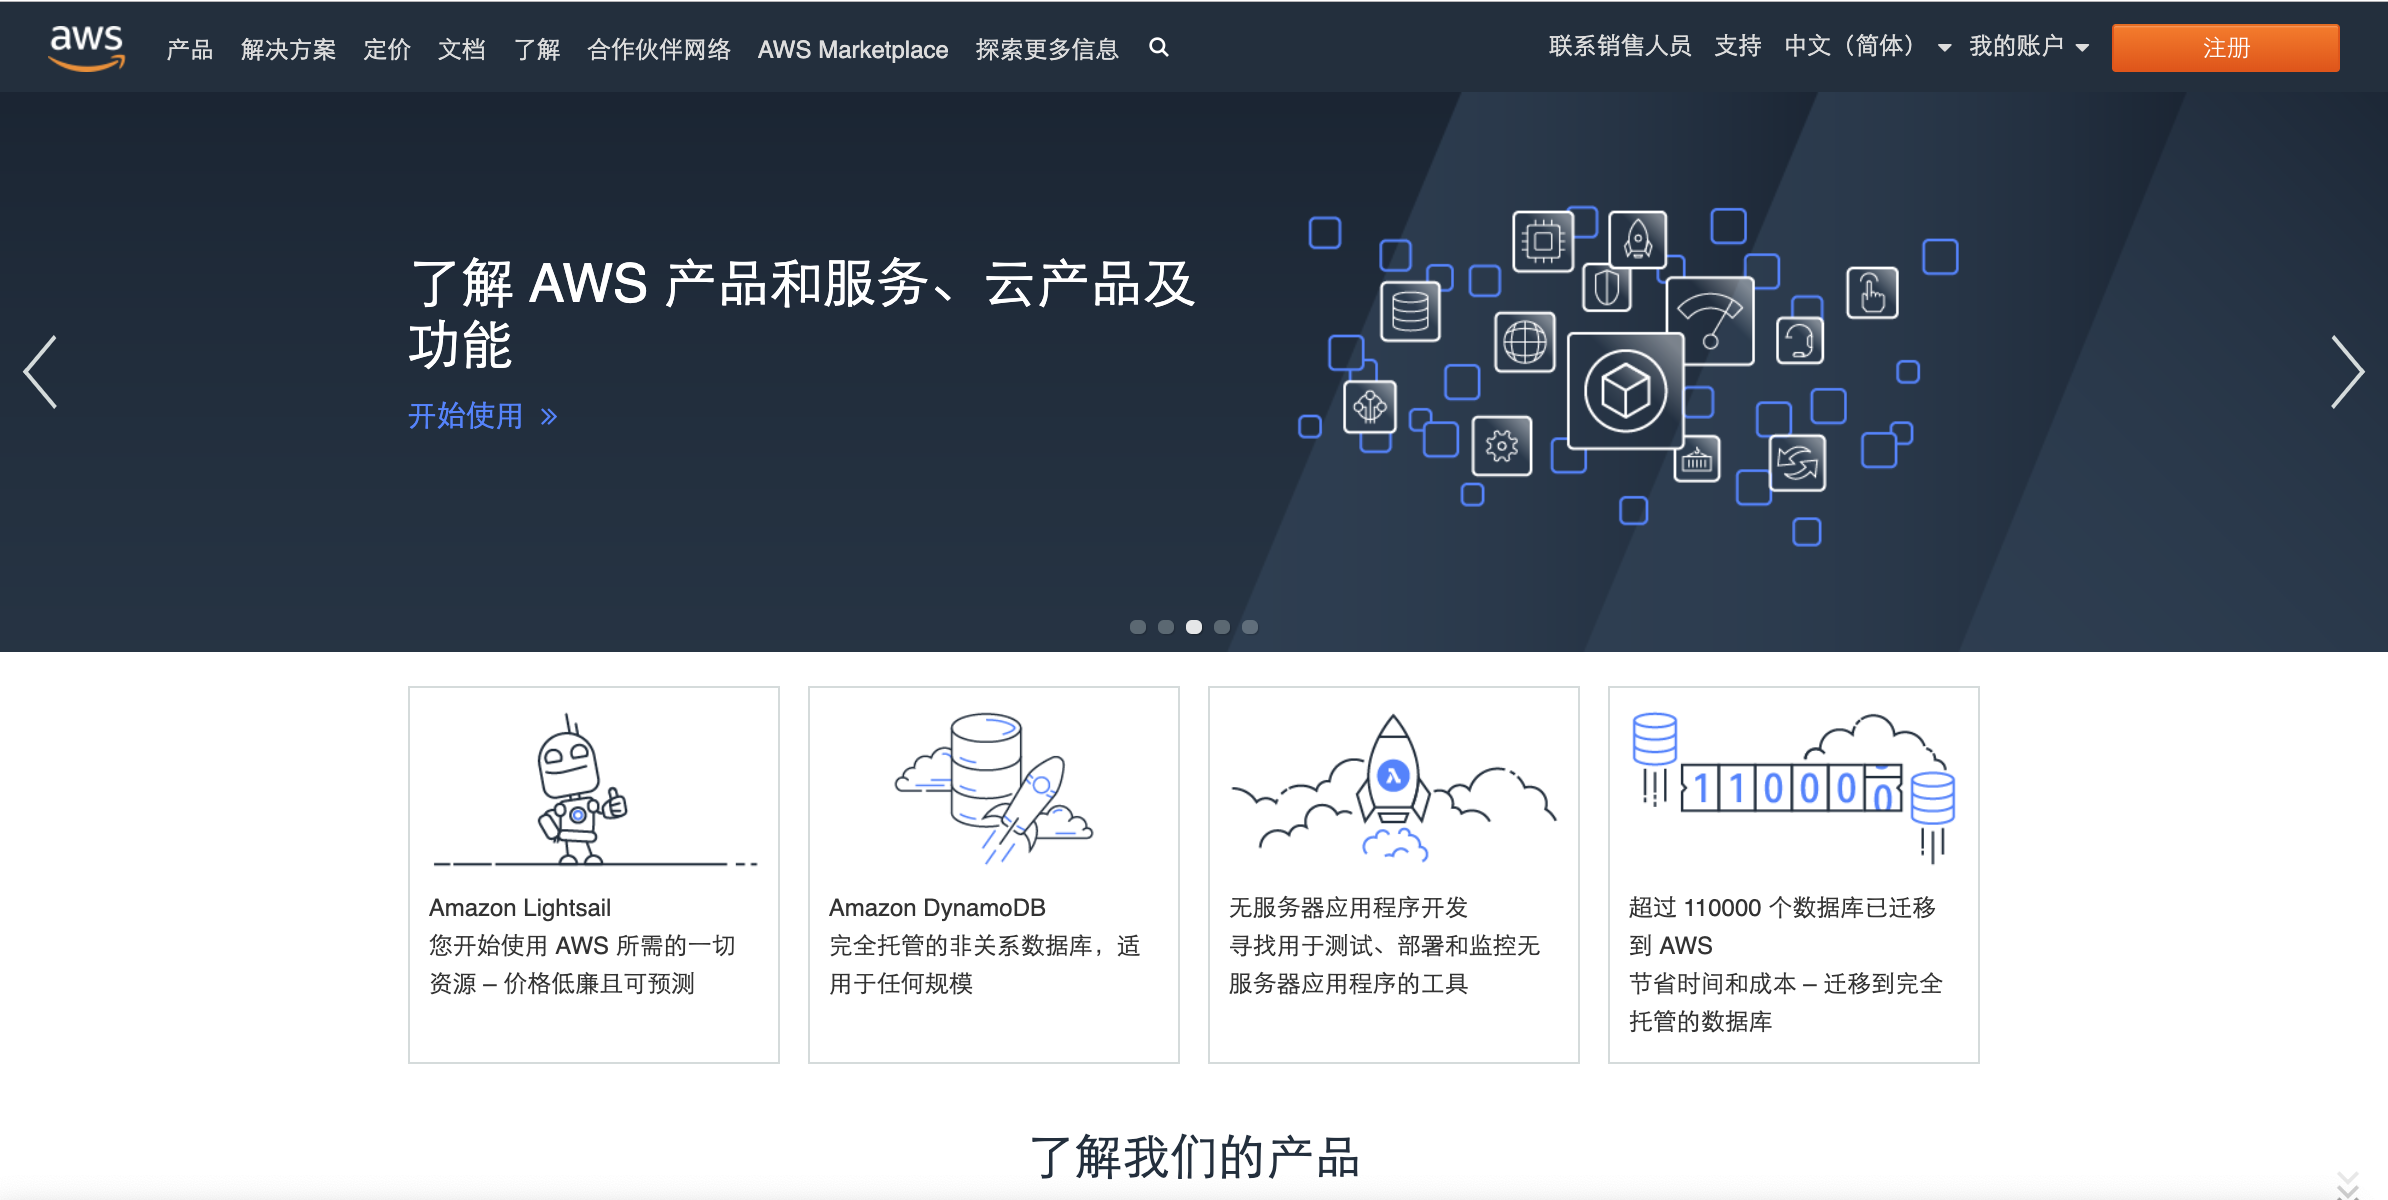 aws
产品 解决方案 定价 文档 了解 合作伙伴网络 AWS Marketplace 探索更多信息
联系销售人员 支持 中文（简体） 我的账户 注册
了解 AWS 产品和服务、云产品及
功能
开始使用 »
110000
Amazon Lightsail
您开始使用 AWS 所需的一切
资源 – 价格低廉且可预测
Amazon DynamoDB
完全托管的非关系数据库，适
用于任何规模
无服务器应用程序开发
寻找用于测试、部署和监控无
服务器应用程序的工具
超过 110000 个数据库已迁移
到 AWS
节省时间和成本 – 迁移到完全
托管的数据库
了解我们的产品